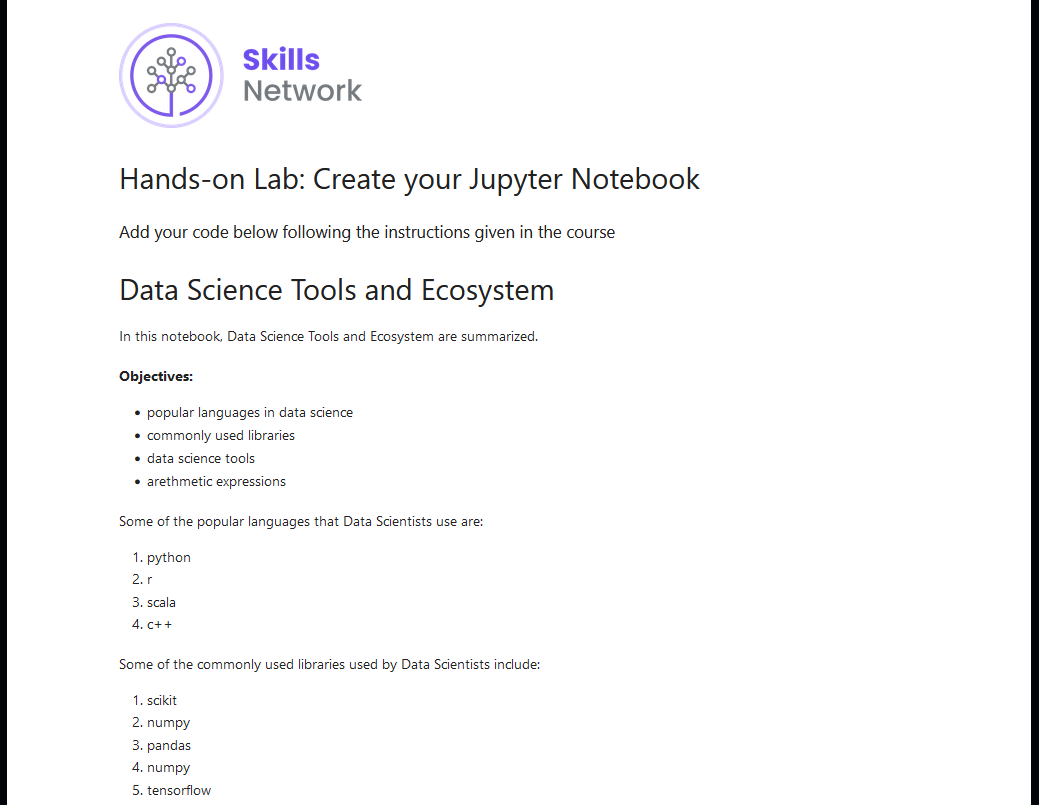 Skills
Network
Hands-on Lab: Create your Jupyter Notebook
Add your code below following the instructions given in the course
Data Science Tools and Ecosystem
In this notebook, Data Science Tools and Ecosystem are summarized.
Objectives:
• popular languages in data science
• commonly used libraries
• data science tools
• arethmetic expressions
Some of the popular languages that Data Scientists use are:
1. python
2. r
3. scala
4. c++
Some of the commonly used libraries used by Data Scientists include:
1. scikit
2. numpy
3. pandas
4. numpy
5. tensorflow